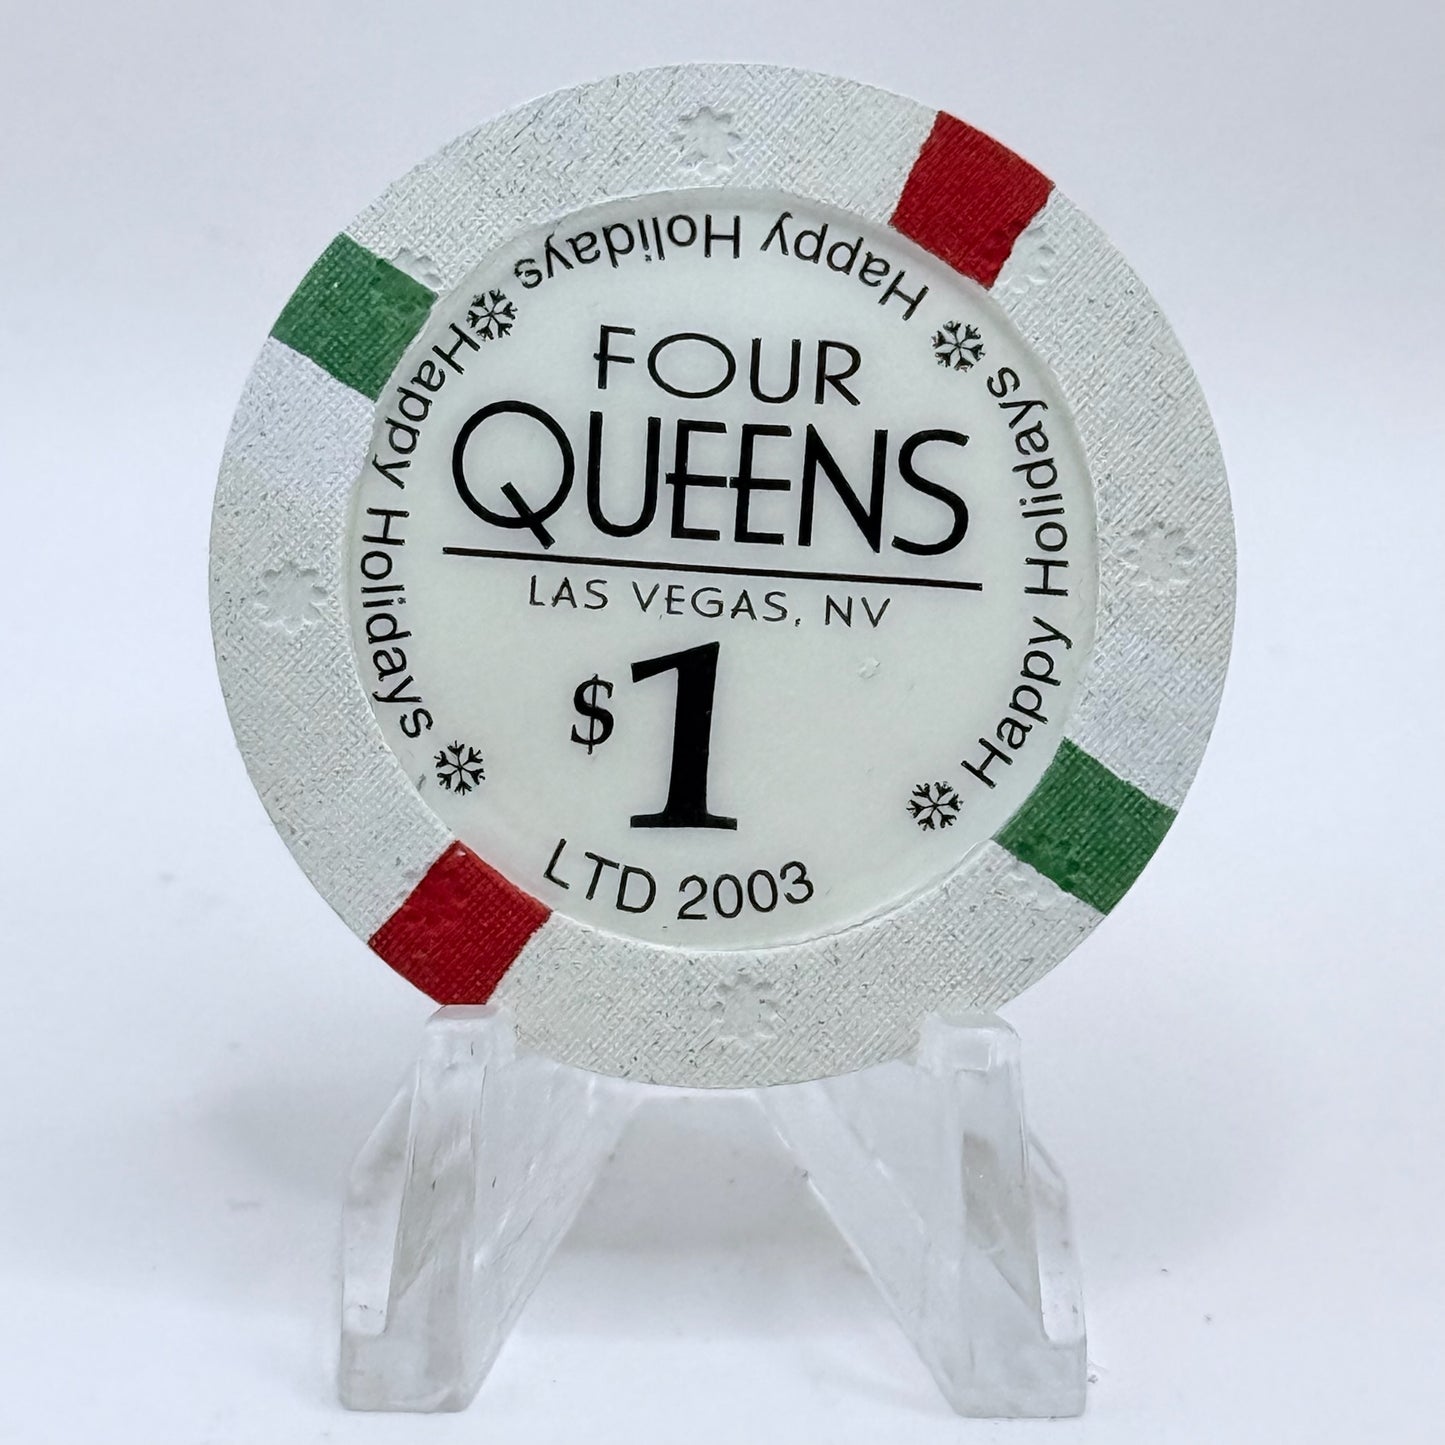 Happy Holidays
Happy Holidays
Happy Holidays
FOUR
QUEENS
LAS VEGAS, NV
$1
LTD 2003